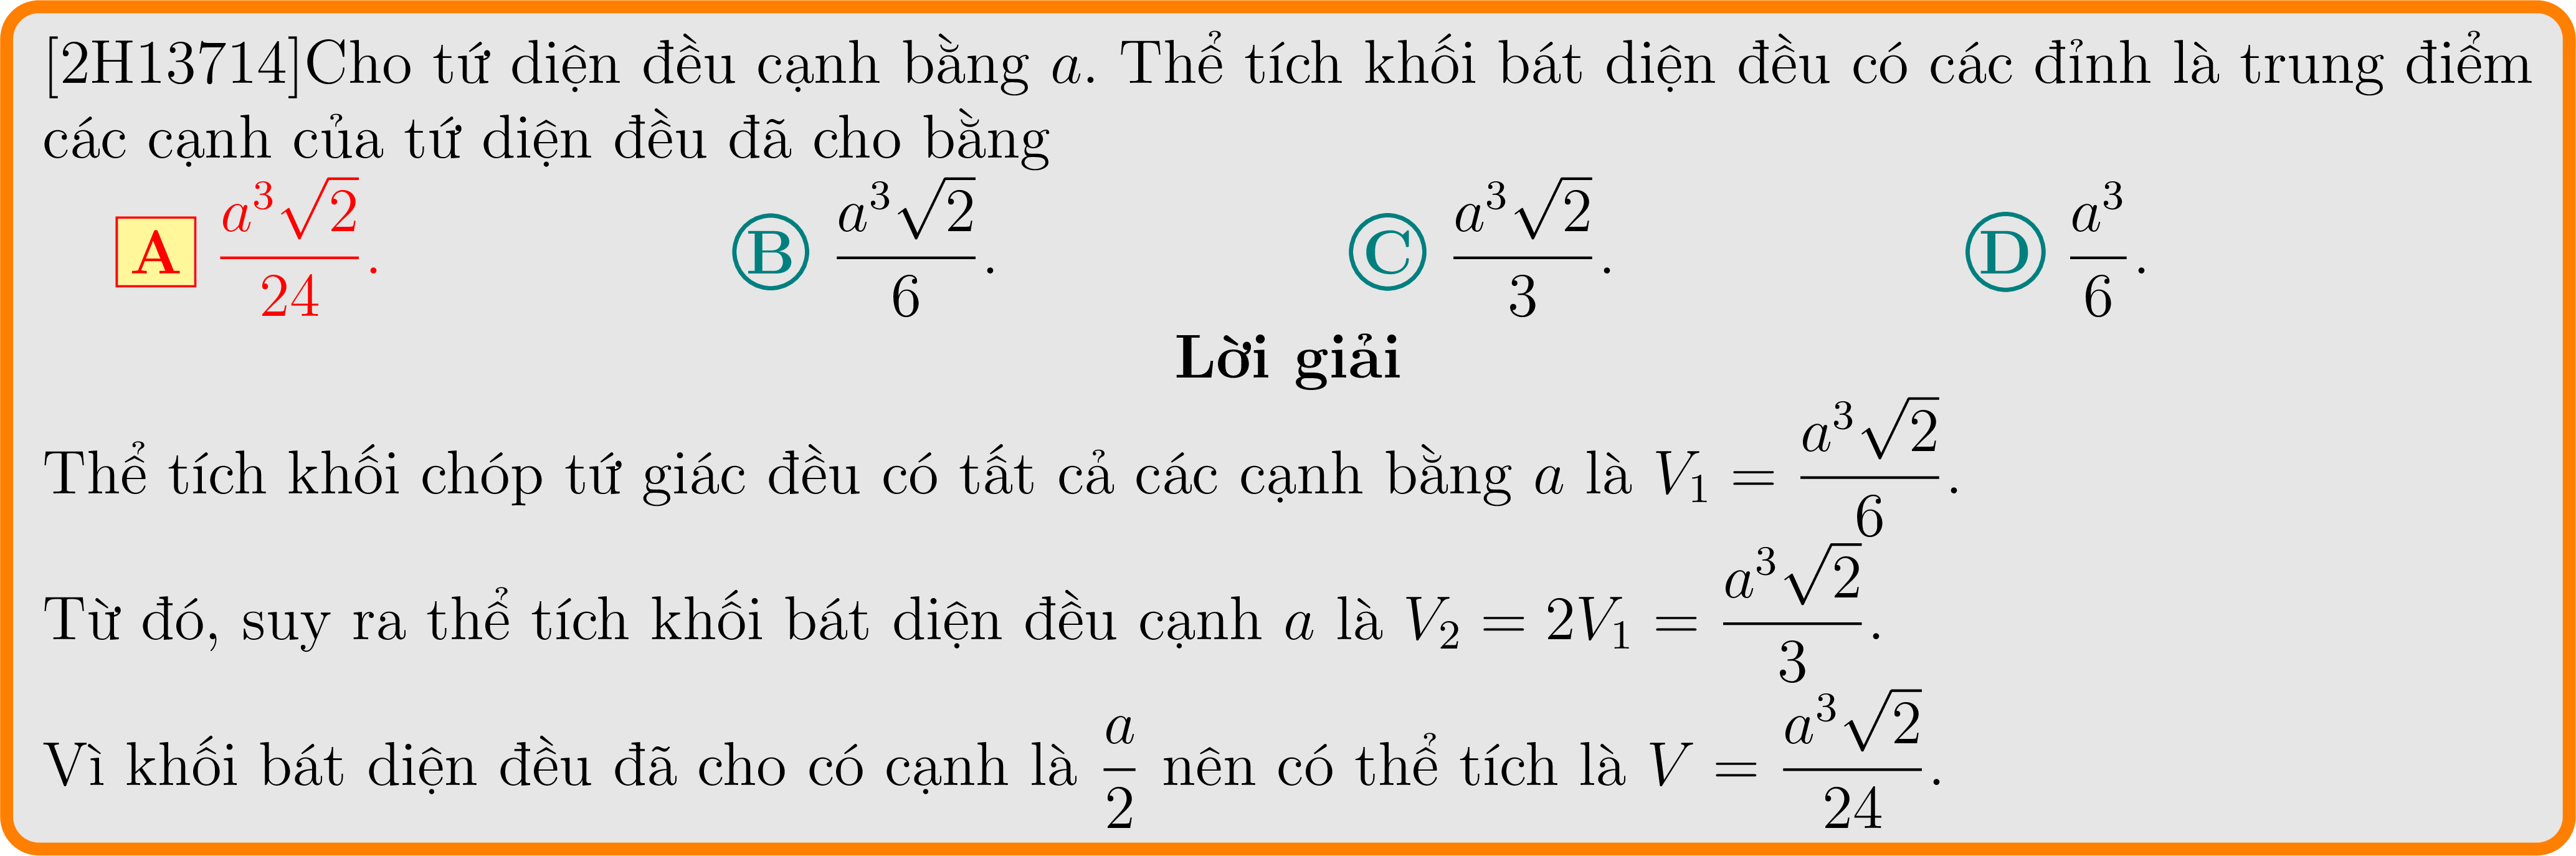 [2H13714]Cho tứ diện đều cạnh bằng a. Thể tích khối bát diện đều có các đỉnh là trung điểm
các cạnh của tứ diện đều đã cho bằng
A $\frac{a^3\sqrt{2}}{24}$. B $\frac{a^3\sqrt{2}}{6}$. C $\frac{a^3\sqrt{2}}{3}$. D $\frac{a^3}{6}$.
Lời giải
Thể tích khối chóp tứ giác đều có tất cả các cạnh bằng a là $V_1 = \frac{a^3\sqrt{2}}{6}$.
Từ đó, suy ra thể tích khối bát diện đều cạnh a là $V_2 = 2V_1 = \frac{a^3\sqrt{2}}{3}$.
Vì khối bát diện đều đã cho có cạnh là $\frac{a}{2}$ nên có thể tích là $V = \frac{a^3\sqrt{2}}{24}$.